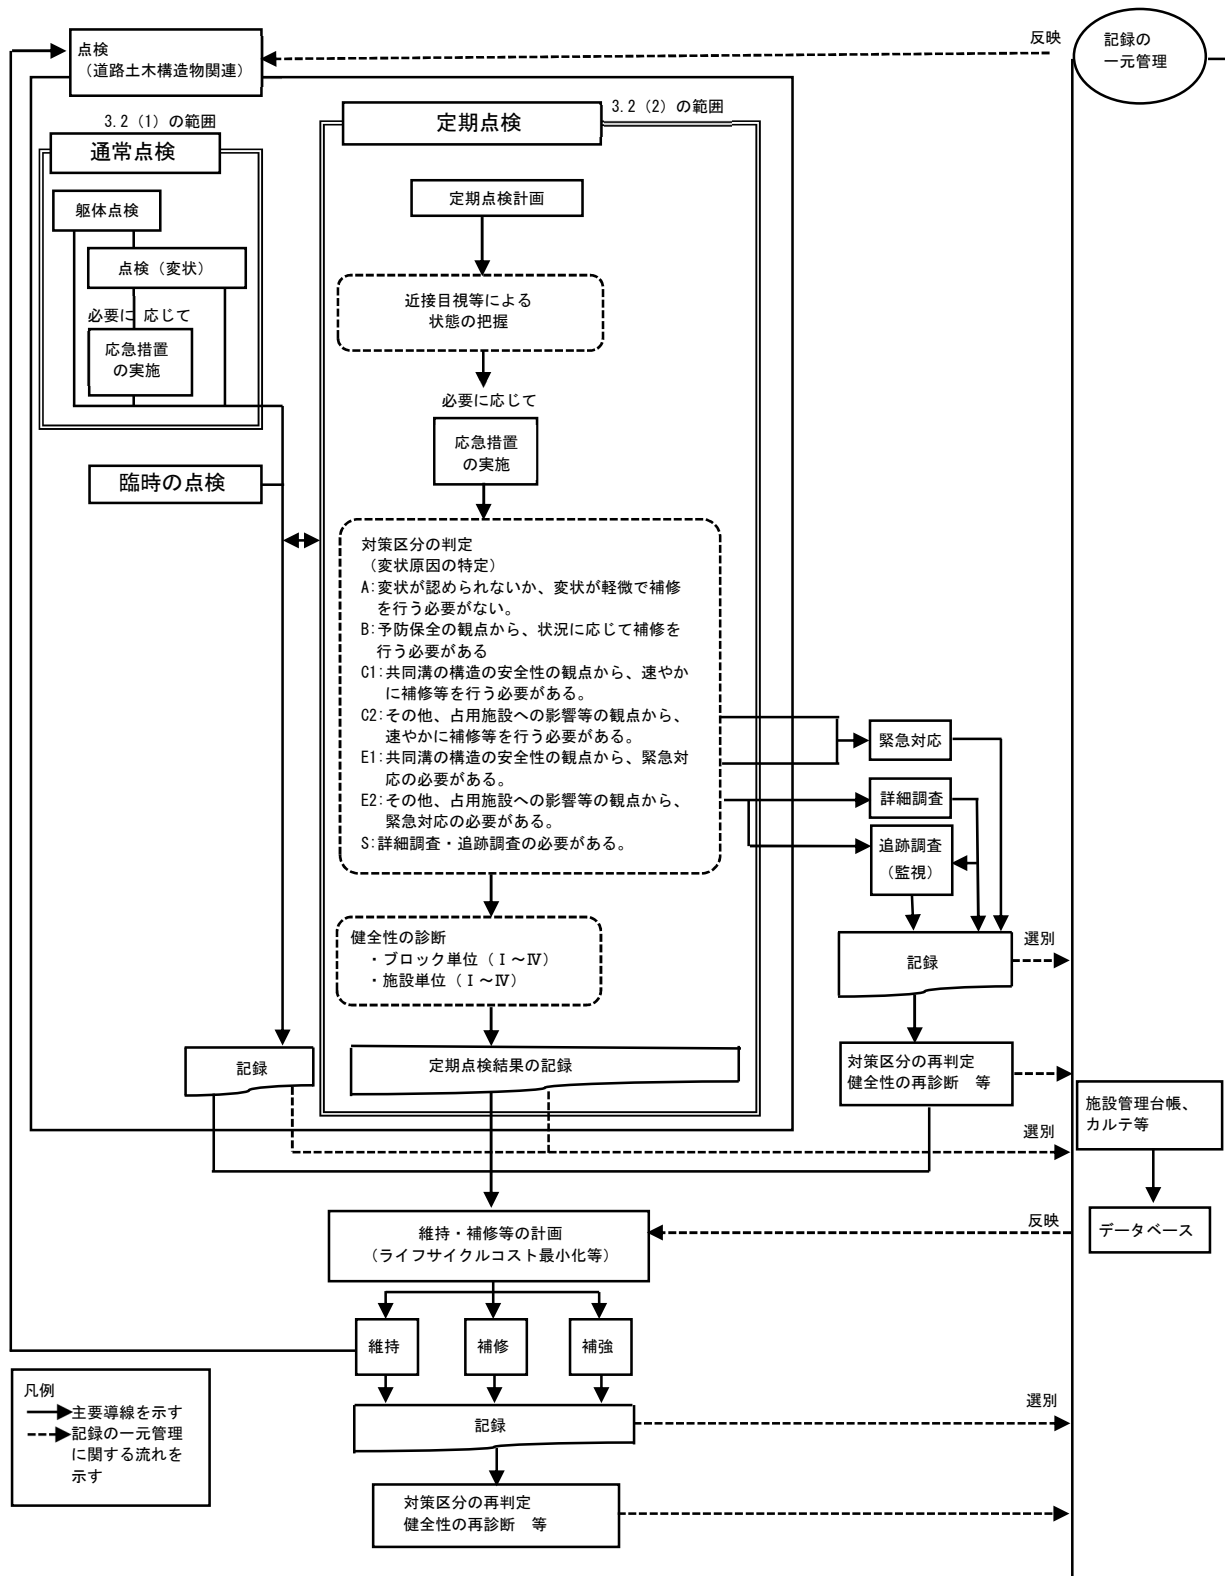 点検
(道路土木構造物関連)
反映
記録の
一元管理
3.2(1)の範囲
通常点検
躯体点検
点検(変状)
必要に 応じて
応急措置
の実施
臨時の点検
3.2(2)の範囲
定期点検
定期点検計画
近接目視等による
状態の把握
必要に応じて
応急措置
の実施
対策区分の判定
(変状原因の特定)
A:変状が認められないか、変状が軽微で補修
を行う必要がない。
B:予防保全の観点から、状況に応じて補修を
行う必要がある
C1:共同溝の構造の安全性の観点から、速やか
に補修等を行う必要がある。
C2:その他、占用施設への影響等の観点から、
速やかに補修等を行う必要がある。
E1:共同溝の構造の安全性の観点から、緊急対
応の必要がある。
E2:その他、占用施設への影響等の観点から、
緊急対応の必要がある。
S:詳細調査・追跡調査の必要がある。
緊急対応
詳細調査
追跡調査
(監視)
健全性の診断
・ブロック単位(Ⅰ~Ⅳ)
・施設単位(Ⅰ~Ⅳ)
記録
選別
記録
定期点検結果の記録
対策区分の再判定
健全性の再診断 等
施設管理台帳、
カルテ等
選別
データベース
維持・補修等の計画
(ライフサイクルコスト最小化等)
反映
維持
補修
補強
凡例
主要導線を示す
記録の一元管理
に関する流れを
示す
記録
選別
対策区分の再判定
健全性の再診断 等